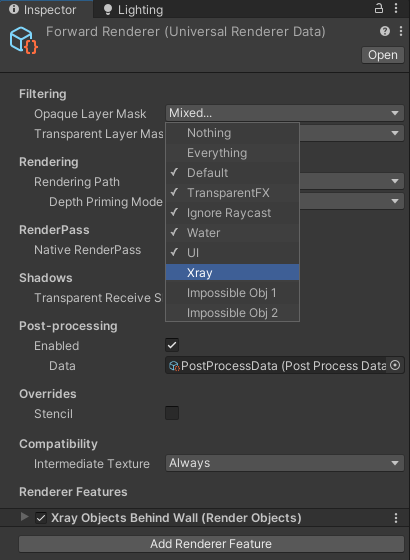 Inspector
Lighting
Forward Renderer (Universal Renderer Data)
Open
Filtering
Opaque Layer Mask Mixed...
Transparent Layer Mas
Nothing
Everything
Default
TransparentFX
Ignore Raycast
Water
UI
Xray
Impossible Obj 1
Impossible Obj 2
Rendering
Rendering Path
Depth Priming Mode
RenderPass
Native RenderPass
Shadows
Transparent Receive S
Post-processing
Enabled
Data PostProcessData (Post Process Data
Overrides
Stencil
Compatibility
Intermediate Texture Always
Renderer Features
Xray Objects Behind Wall (Render Objects)
Add Renderer Feature